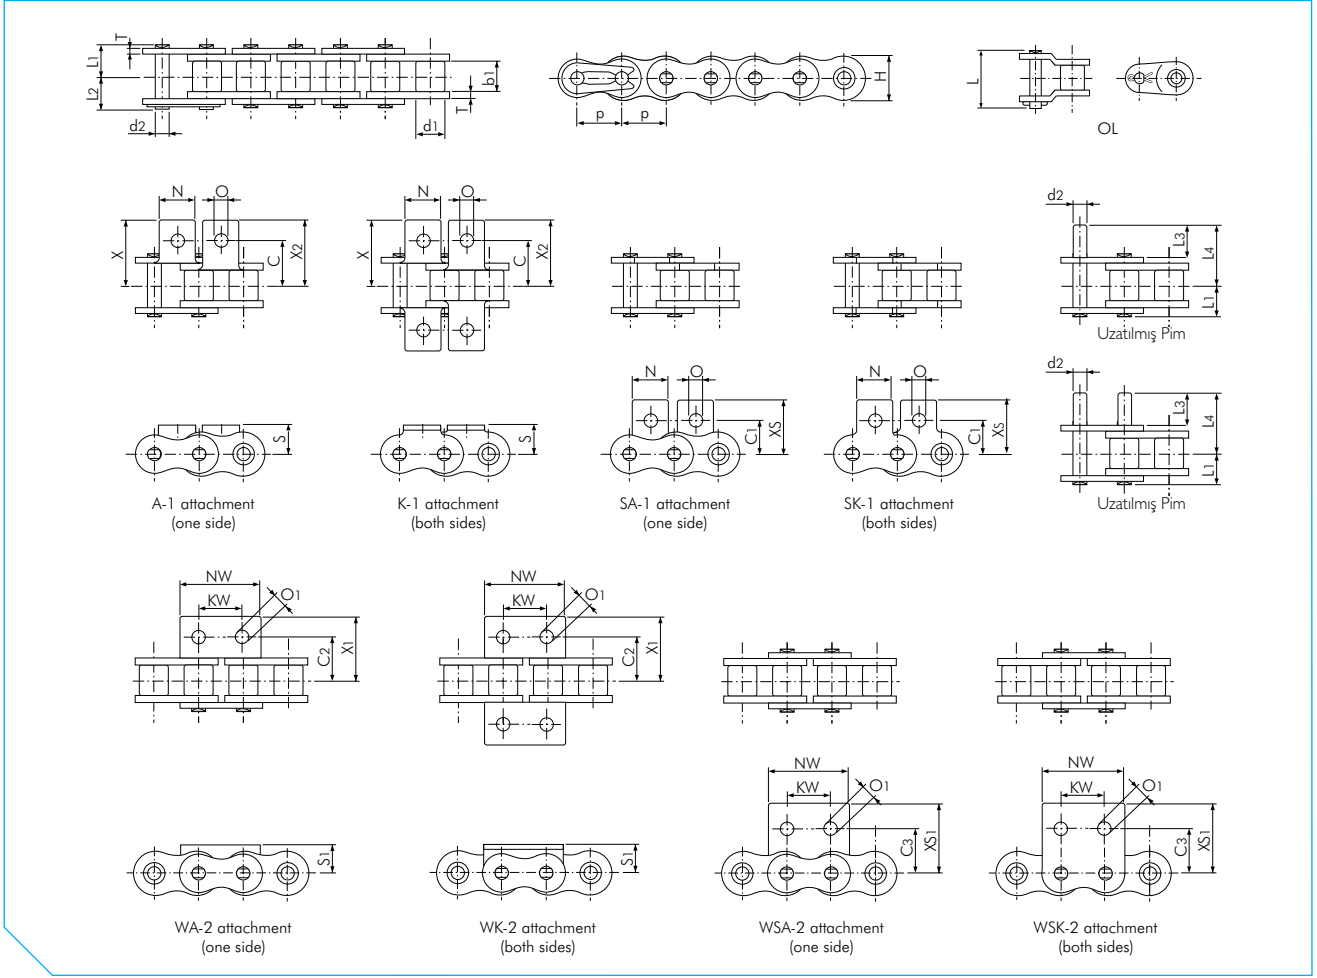 T
L1
L2
d2
b1
T
d1
p
p
H
L
OL
N
O
X
C
X2
N
O
X
C
X2
d2
L3
L4
L1
Uzatılmış Pim
S
A-1 attachment
(one side)
S
K-1 attachment
(both sides)
N
O
C1
XS
SA-1 attachment
(one side)
N
O
C1
XS
SK-1 attachment
(both sides)
d2
L3
L4
L1
Uzatılmış Pim
NW
KW
O1
C2
X1
NW
KW
O1
C2
X1
S1
WA-2 attachment
(one side)
S1
WK-2 attachment
(both sides)
NW
KW
O1
C3
XS1
WSA-2 attachment
(one side)
NW
KW
O1
C3
XS1
WSK-2 attachment
(both sides)